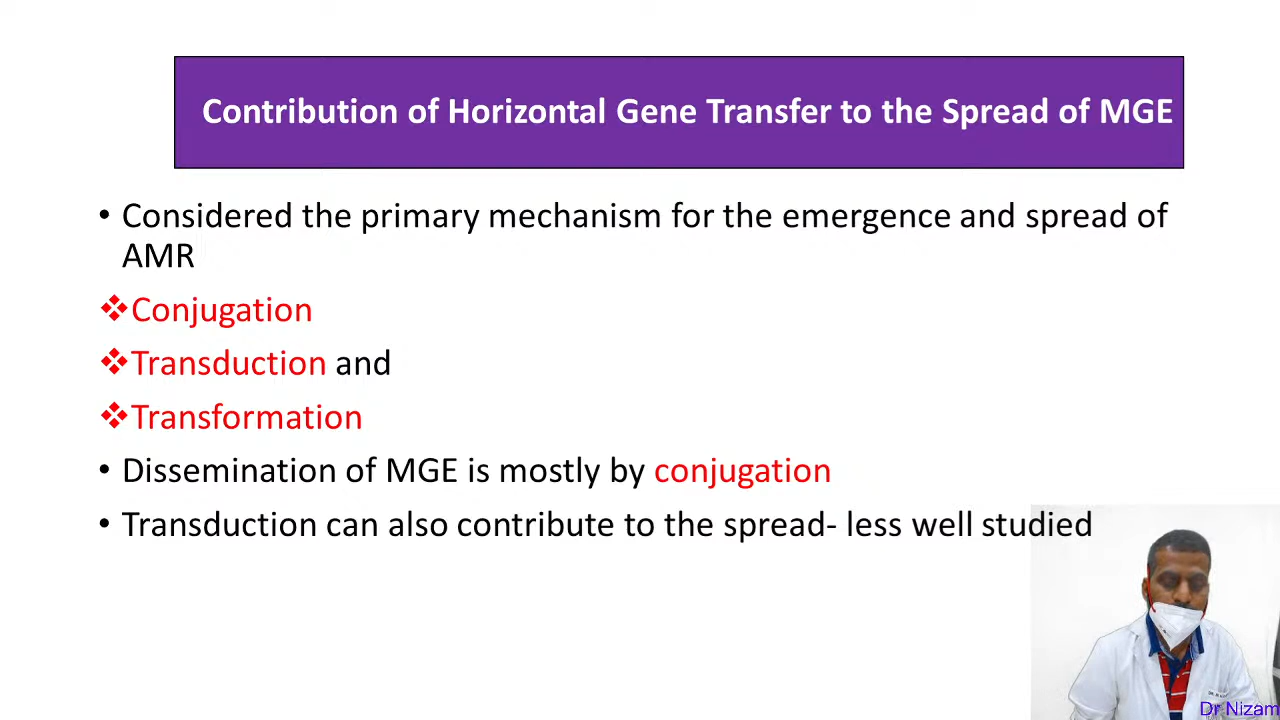 Contribution of Horizontal Gene Transfer to the Spread of MGE
• Considered the primary mechanism for the emergence and spread of
AMR
❖Conjugation
❖Transduction and
❖Transformation
• Dissemination of MGE is mostly by conjugation
• Transduction can also contribute to the spread- less well studied
Dr Nizam